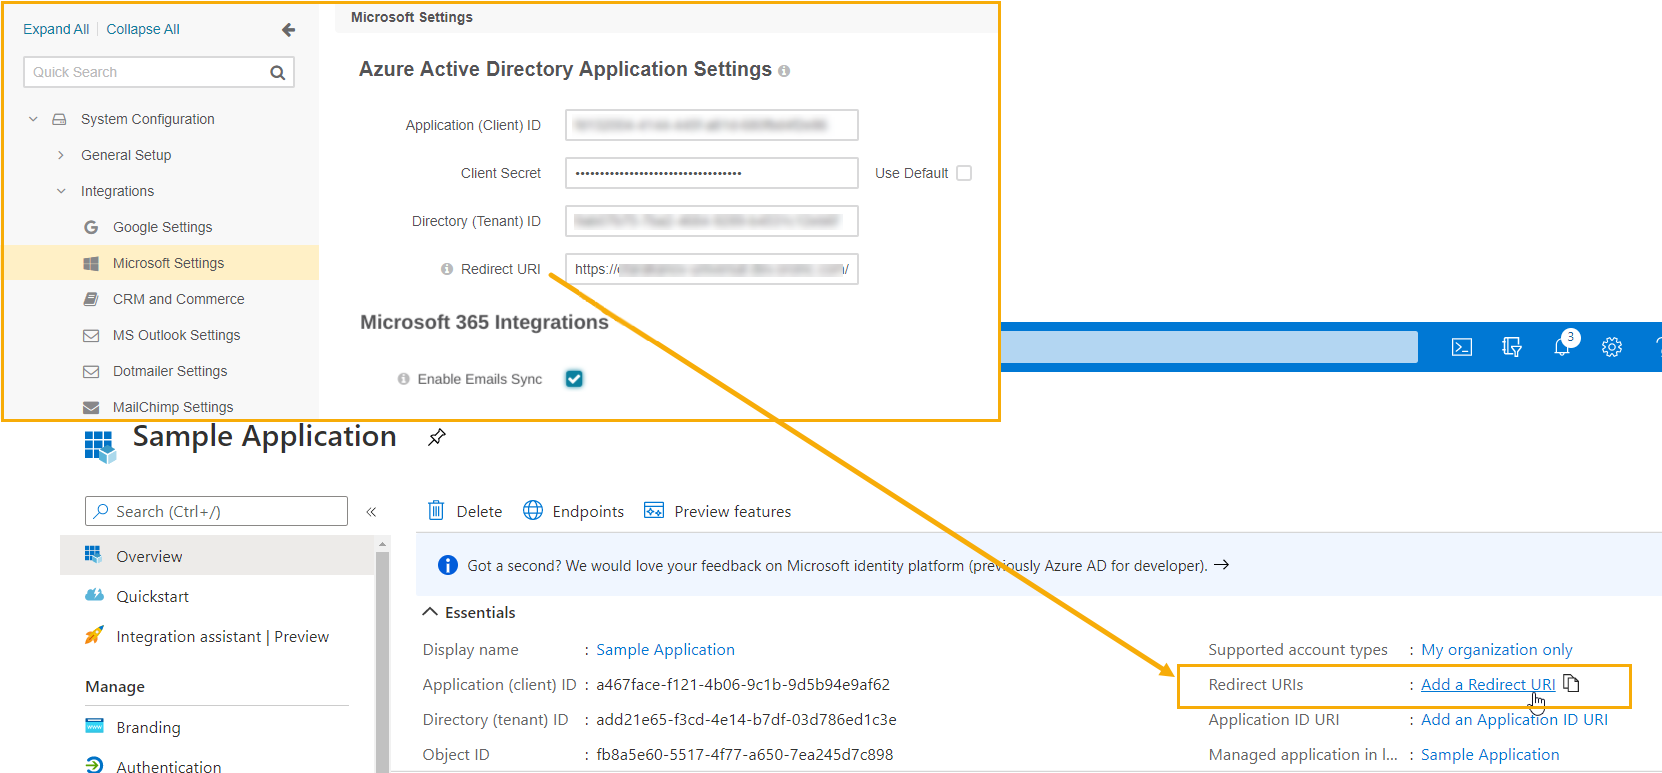 Expand All
Collapse All
Quick Search
System Configuration
General Setup
Integrations
Google Settings
Microsoft Settings
CRM and Commerce
MS Outlook Settings
Dotmailer Settings
MailChimp Settings
Microsoft Settings
Azure Active Directory Application Settings
Application (Client) ID
Client Secret ••••••••••••••••••••••••••••••••• Use Default
Directory (Tenant) ID
Redirect URI https:// /
Microsoft 365 Integrations
Enable Emails Sync
3
Sample Application
Search (Ctrl+/)
«
Overview
Quickstart
Integration assistant | Preview
Manage
Branding
Authentication
Delete
Endpoints
Preview features
Got a second? We would love your feedback on Microsoft identity platform (previously Azure AD for developer). →
Essentials
Display name : Sample Application
Application (client) ID : a467face-f121-4b06-9c1b-9d5b94e9af62
Directory (tenant) ID : add21e65-f3cd-4e14-b7df-03d786ed1c3e
Object ID : fb8a5e60-5517-4f77-a650-7ea245d7c898
Supported account types : My organization only
Redirect URIs : Add a Redirect URI
Application ID URI : Add an Application ID URI
Managed application in l... : Sample Application